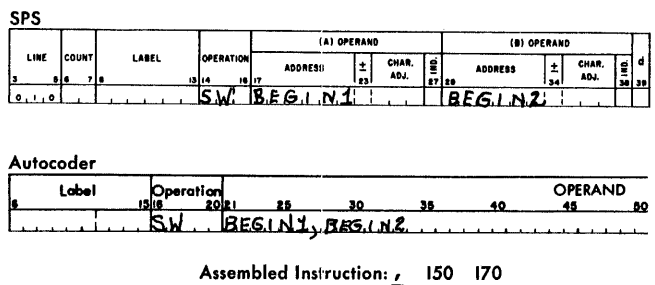 SPS
(A) OPERAND (B) OPERAND
LINE COUNT LABEL OPERATION ADDRESS ± CHAR. ADJ. IND. ADDRESS ± CHAR. ADJ. IND. d
3 5 6 7 8 13 14 16 17 23 27 28 34 38 39
0 1 0 SW BEGIN1 BEGIN2
Autocoder
Label Operation OPERAND
6 15 16 20 21 25 30 35 40 45 50
SW BEGIN1, BEGIN2
Assembled Instruction: , 150 170